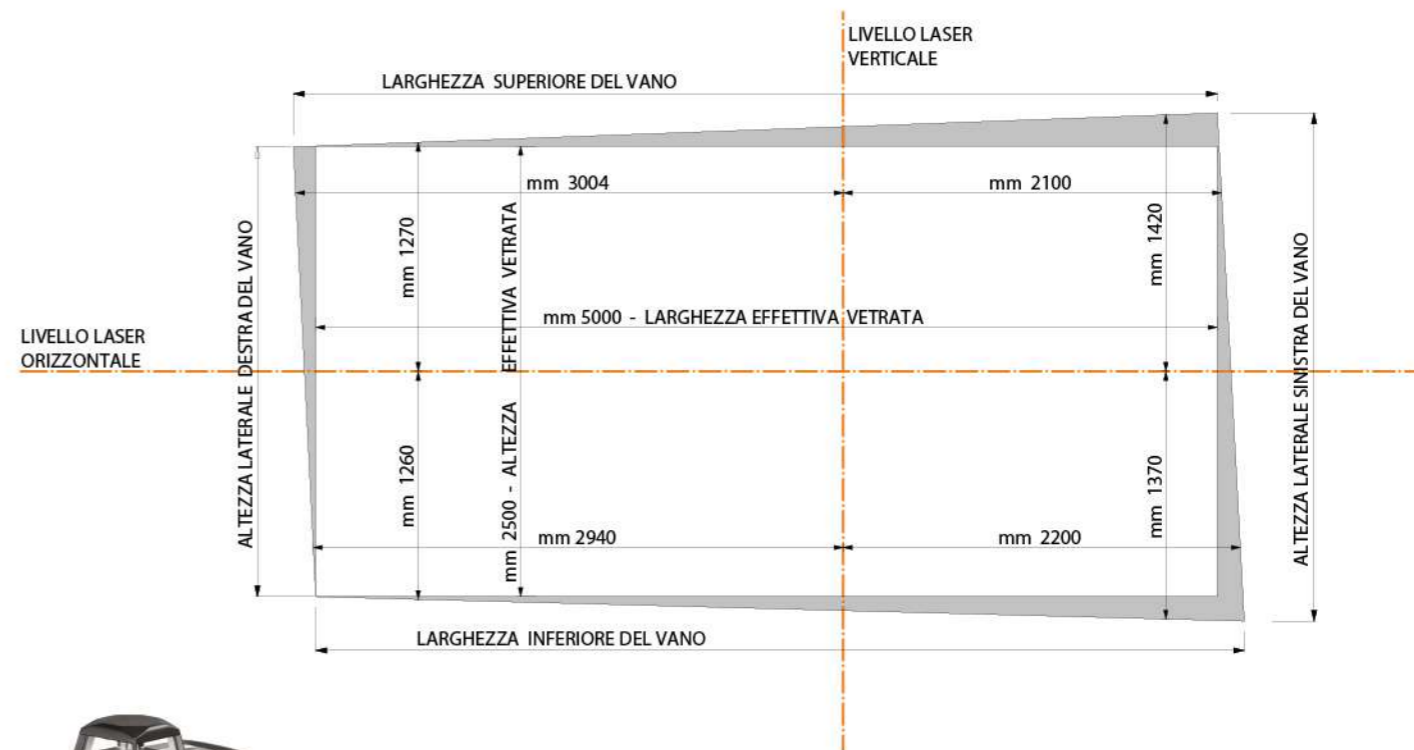 LIVELLO LASER
VERTICALE
LARGHEZZA SUPERIORE DEL VANO
mm 3004
mm 2100
mm 1270
mm 1420
ALTEZZA LATERALE DESTRA DEL VANO
mm 2500 - ALTEZZA EFFETTIVA VETRATA
ALTEZZA LATERALE SINISTRA DEL VANO
mm 5000 - LARGHEZZA EFFETTIVA VETRATA
LIVELLO LASER
ORIZZONTALE
mm 1260
mm 1370
mm 2940
mm 2200
LARGHEZZA INFERIORE DEL VANO